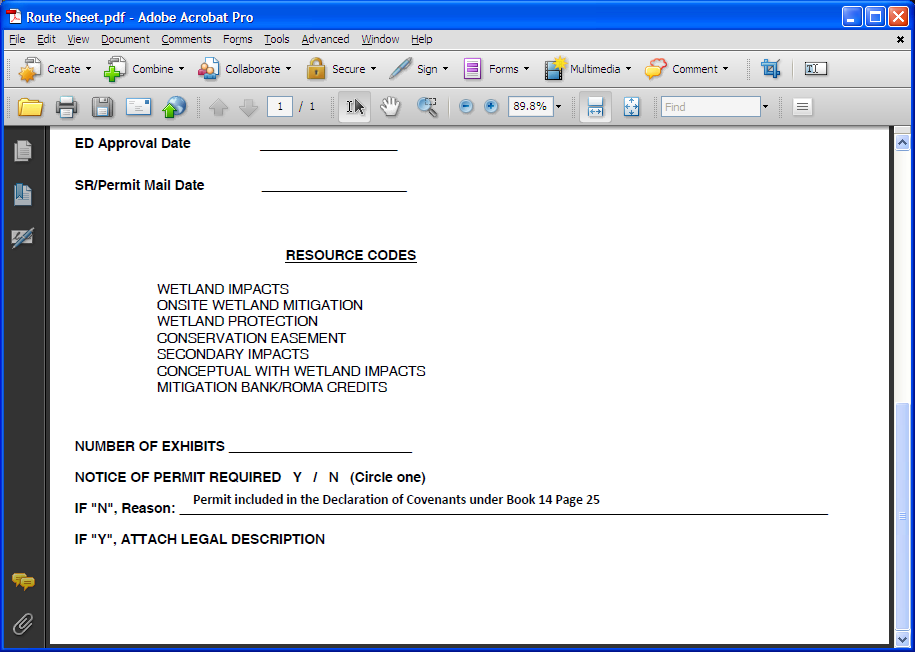 Route Sheet.pdf - Adobe Acrobat Pro
File Edit View Document Comments Forms Tools Advanced Window Help
Create Combine Collaborate Secure Sign Forms Multimedia Comment
1 / 1 89.8% Find
ED Approval Date
SR/Permit Mail Date
RESOURCE CODES
WETLAND IMPACTS
ONSITE WETLAND MITIGATION
WETLAND PROTECTION
CONSERVATION EASEMENT
SECONDARY IMPACTS
CONCEPTUAL WITH WETLAND IMPACTS
MITIGATION BANK/ROMA CREDITS
NUMBER OF EXHIBITS
NOTICE OF PERMIT REQUIRED Y / N (Circle one)
Permit included in the Declaration of Covenants under Book 14 Page 25
IF "N", Reason:
IF "Y", ATTACH LEGAL DESCRIPTION